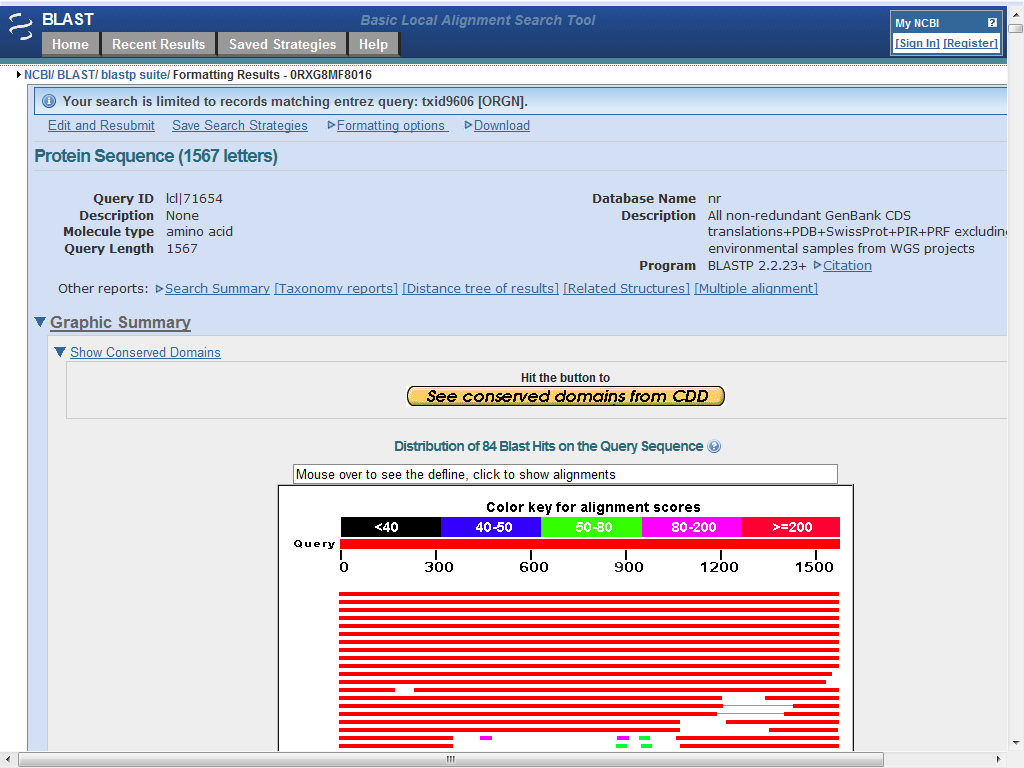 BLAST
Basic Local Alignment Search Tool
My NCBI
?
[Sign In] [Register]
Home
Recent Results
Saved Strategies
Help
NCBI/ BLAST/ blastp suite/ Formatting Results - 0RXG8MF8016
Your search is limited to records matching entrez query: txid9606 [ORGN].
Edit and Resubmit Save Search Strategies Formatting options Download
Protein Sequence (1567 letters)
Query ID lcl|71654
Description None
Molecule type amino acid
Query Length 1567
Database Name nr
Description All non-redundant GenBank CDS
translations+PDB+SwissProt+PIR+PRF excludin
environmental samples from WGS projects
Program BLASTP 2.2.23+ Citation
Other reports: Search Summary [Taxonomy reports] [Distance tree of results] [Related Structures] [Multiple alignment]
Graphic Summary
Show Conserved Domains
Hit the button to
See conserved domains from CDD
Distribution of 84 Blast Hits on the Query Sequence ?
Mouse over to see the defline, click to show alignments
Color key for alignment scores
<40 40-50 50-80 80-200 >=200
Query
0 300 600 900 1200 1500